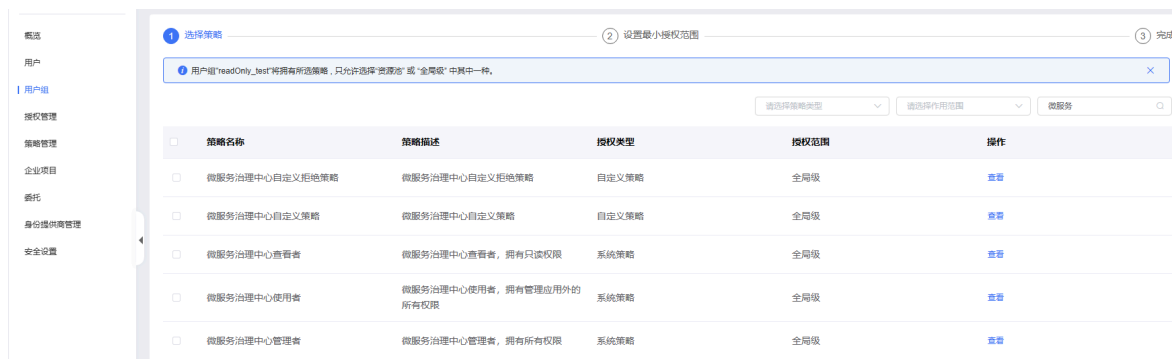 概览
用户
用户组
授权管理
策略管理
企业项目
委托
身份提供商管理
安全设置
1 选择策略
2 设置最小授权范围
3 完成
用户组"readOnly_test"将拥有所选策略，只允许选择"资源池" 或 "全局级" 中其中一种。
请选择策略类型 请选择作用范围 微服务
策略名称 策略描述 授权类型 授权范围 操作
微服务治理中心自定义拒绝策略 微服务治理中心自定义拒绝策略 自定义策略 全局级 查看
微服务治理中心自定义策略 微服务治理中心自定义策略 自定义策略 全局级 查看
微服务治理中心查看者 微服务治理中心查看者，拥有只读权限 系统策略 全局级 查看
微服务治理中心使用者 微服务治理中心使用者，拥有管理应用外的
所有权限 系统策略 全局级 查看
微服务治理中心管理者 微服务治理中心管理者，拥有所有权限 系统策略 全局级 查看